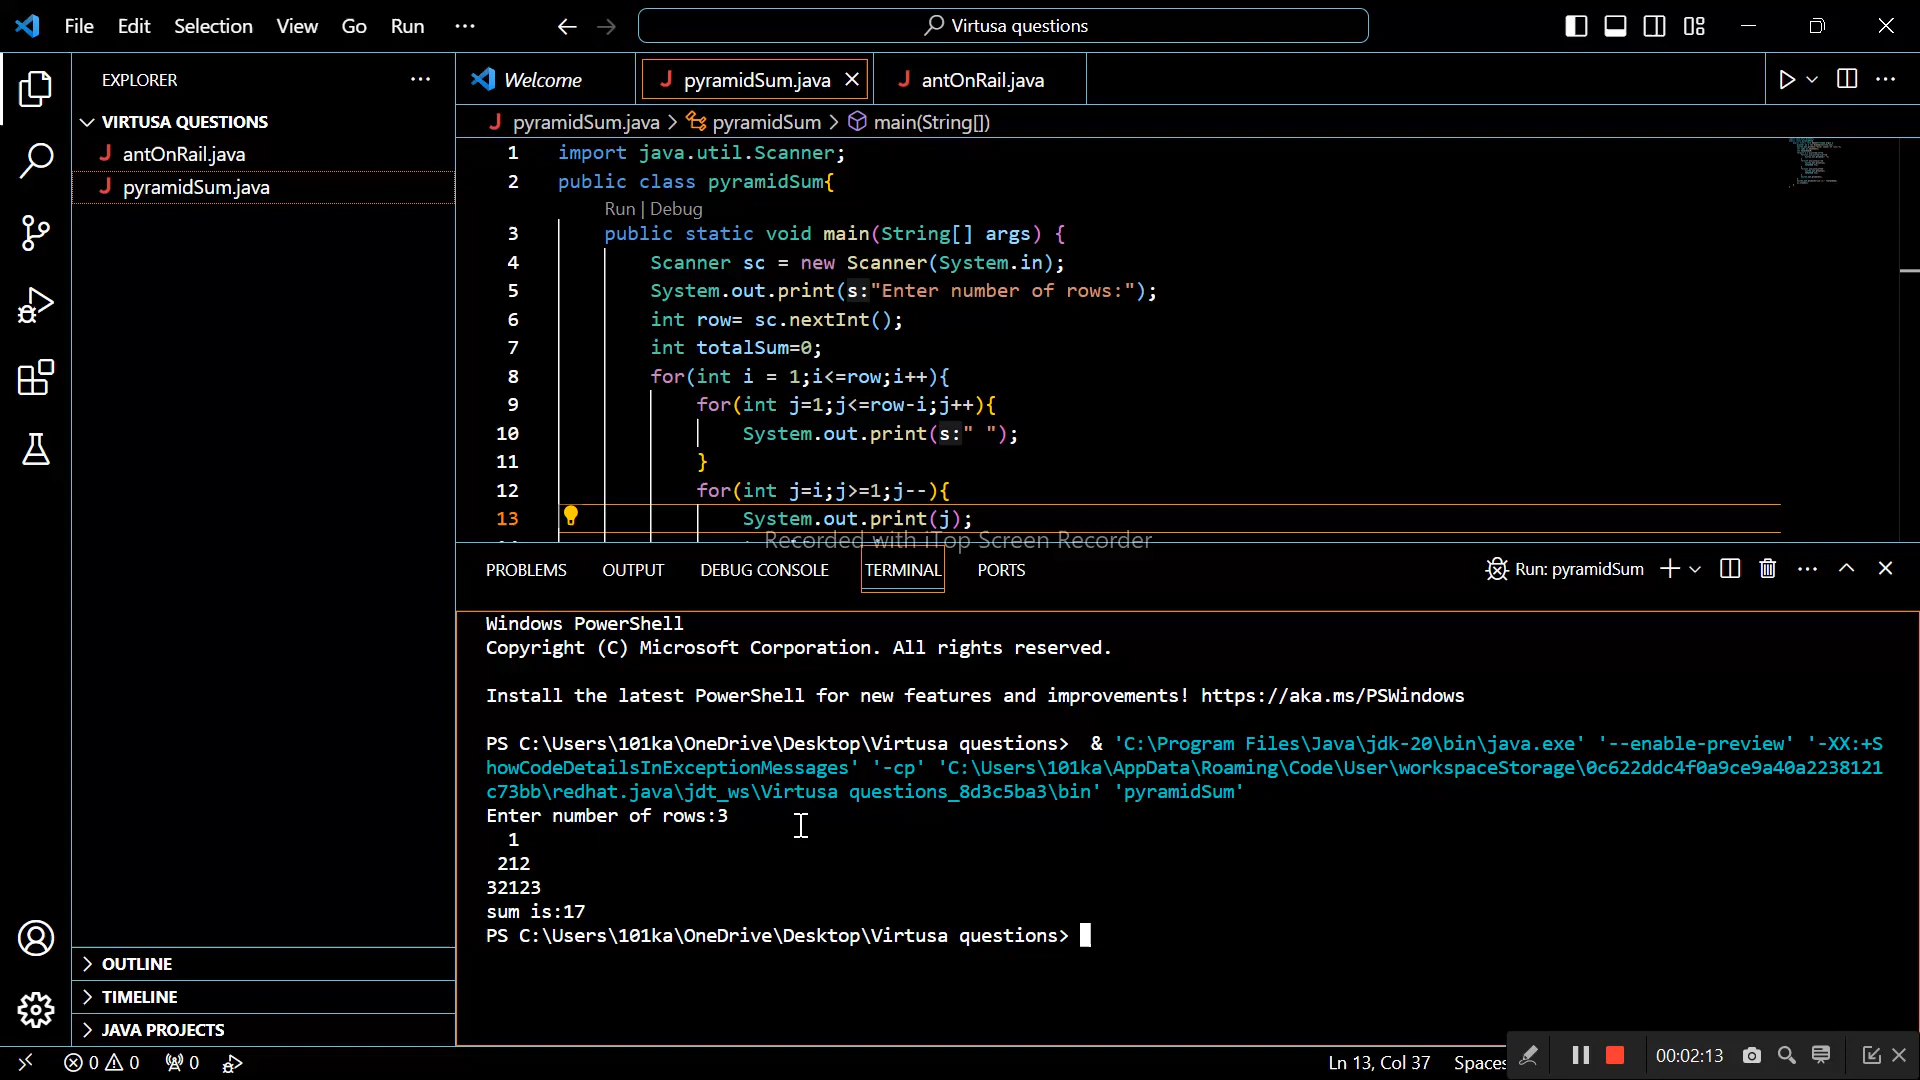 File Edit Selection View Go Run ··· Virtusa questions
EXPLORER ···
VIRTUSA QUESTIONS
J antOnRail.java
J pyramidSum.java
OUTLINE
TIMELINE
JAVA PROJECTS
Welcome J pyramidSum.java J antOnRail.java
J pyramidSum.java > pyramidSum > main(String[])
1 import java.util.Scanner;
2 public class pyramidSum{
Run | Debug
3 public static void main(String[] args) {
4 Scanner sc = new Scanner(System.in);
5 System.out.print(s:"Enter number of rows:");
6 int row= sc.nextInt();
7 int totalSum=0;
8 for(int i = 1;i<=row;i++){
9 for(int j=1;j<=row-i;j++){
10 System.out.print(s:" ");
11 }
12 for(int j=i;j>=1;j--){
13 System.out.print(j);
Recorded with iTop Screen Recorder
PROBLEMS OUTPUT DEBUG CONSOLE TERMINAL PORTS Run: pyramidSum
Windows PowerShell
Copyright (C) Microsoft Corporation. All rights reserved.
Install the latest PowerShell for new features and improvements! https://aka.ms/PSWindows
PS C:\Users\101ka\OneDrive\Desktop\Virtusa questions> & 'C:\Program Files\Java\jdk-20\bin\java.exe' '--enable-preview' '-XX:+S
howCodeDetailsInExceptionMessages' '-cp' 'C:\Users\101ka\AppData\Roaming\Code\User\workspaceStorage\0c622ddc4f0a9ce9a40a2238121
c73bb\redhat.java\jdt_ws\Virtusa questions_8d3c5ba3\bin' 'pyramidSum'
Enter number of rows:3
1
212
32123
sum is:17
PS C:\Users\101ka\OneDrive\Desktop\Virtusa questions>
0 0 0 Ln 13, Col 37 Spaces 00:02:13